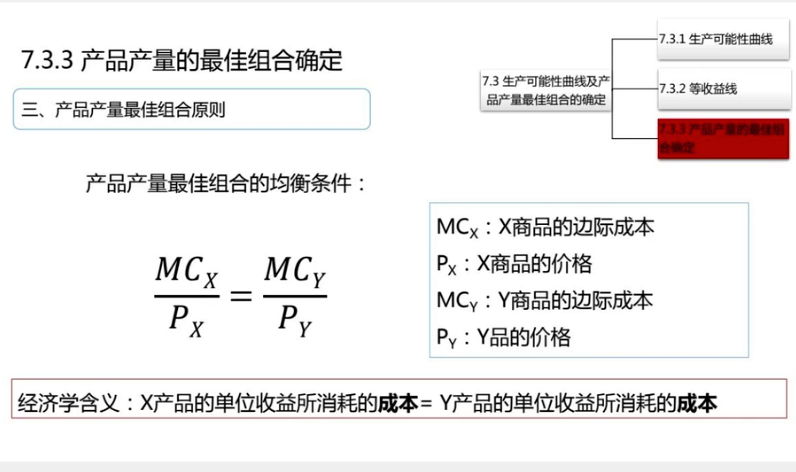 7.3.3 产品产量的最佳组合确定
三、产品产量最佳组合原则
7.3 生产可能性曲线及产
品产量最佳组合的确定
7.3.1 生产可能性曲线
7.3.2 等收益线
7.3.3 产品产量的最佳组
合确定
产品产量最佳组合的均衡条件：
MC_X / P_X = MC_Y / P_Y
MC_X：X商品的边际成本
P_X：X商品的价格
MC_Y：Y商品的边际成本
P_Y：Y品的价格
经济学含义：X产品的单位收益所消耗的成本= Y产品的单位收益所消耗的成本